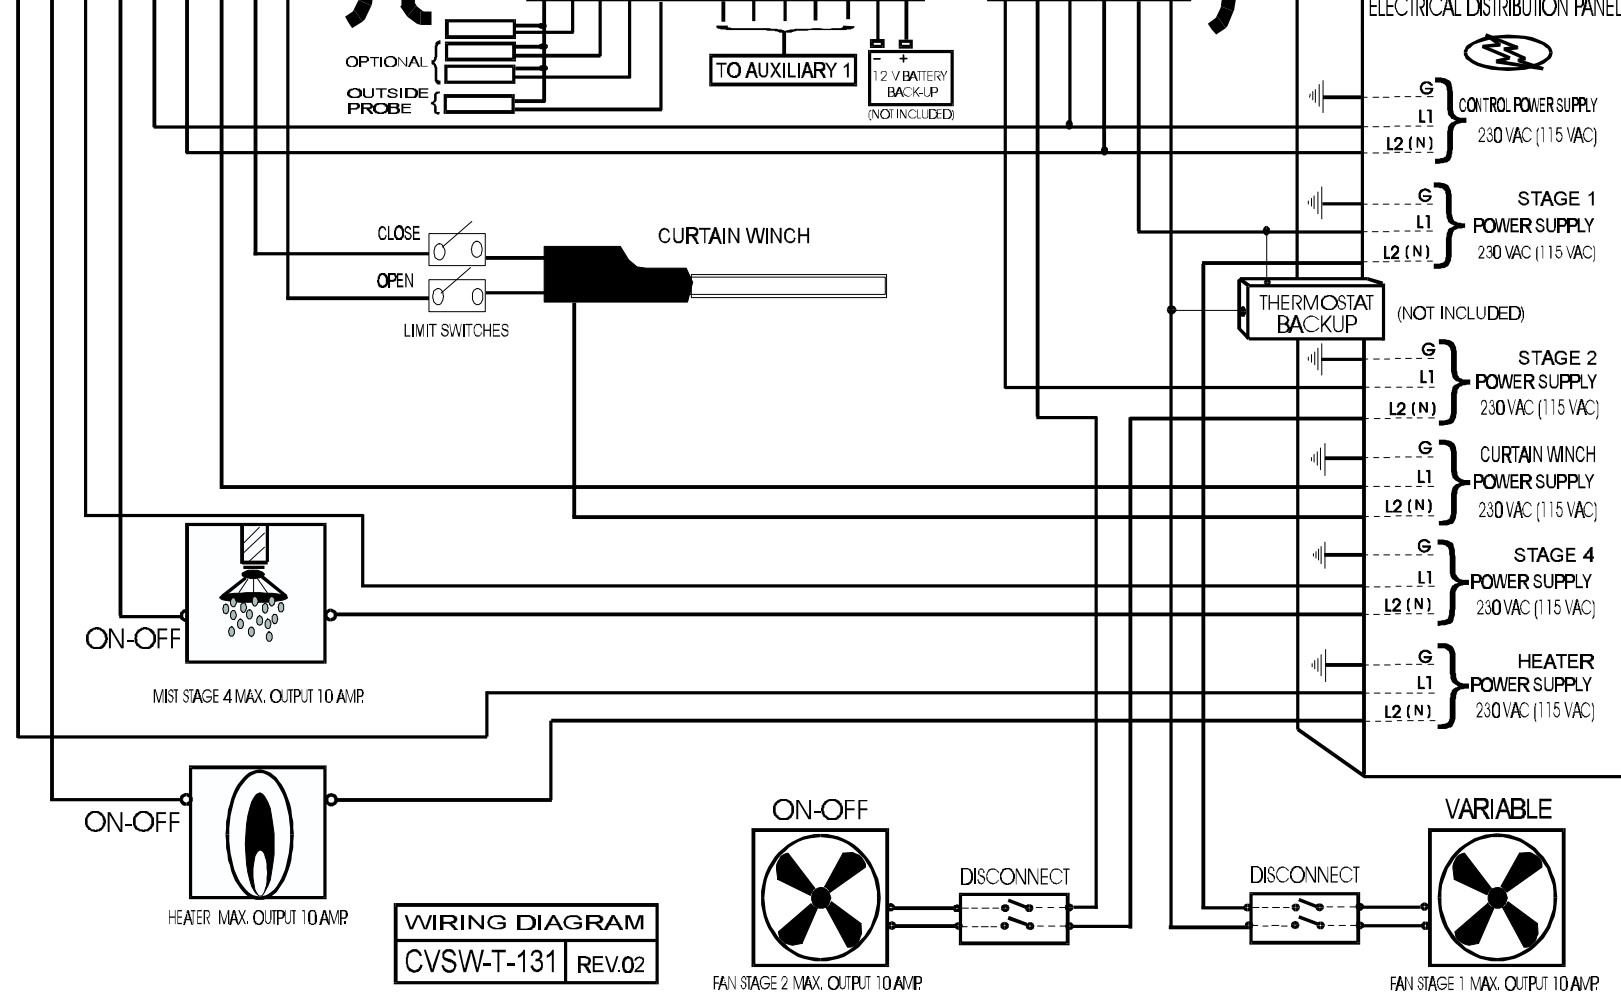 ELECTRICAL DISTRIBUTION PANEL
OPTIONAL
OUTSIDE
PROBE
TO AUXILIARY 1
- +
12 V BATTERY
BACK-UP
(NOT INCLUDED)
G
L1
L2 (N)
CONTROL POWER SUPPLY
230 VAC (115 VAC)
G
L1
L2 (N)
STAGE 1
POWER SUPPLY
230 VAC (115 VAC)
CLOSE
OPEN
LIMIT SWITCHES
CURTAIN WINCH
THERMOSTAT
BACKUP
(NOT INCLUDED)
G
L1
L2 (N)
STAGE 2
POWER SUPPLY
230 VAC (115 VAC)
G
L1
L2 (N)
CURTAIN WINCH
POWER SUPPLY
230 VAC (115 VAC)
G
L1
L2 (N)
STAGE 4
POWER SUPPLY
230 VAC (115 VAC)
ON-OFF
MIST STAGE 4 MAX. OUTPUT 10 AMP.
G
L1
L2 (N)
HEATER
POWER SUPPLY
230 VAC (115 VAC)
ON-OFF
HEATER MAX. OUTPUT 10 AMP.
WIRING DIAGRAM
CVSW-T-131
REV.02
ON-OFF
DISCONNECT
FAN STAGE 2 MAX. OUTPUT 10 AMP.
VARIABLE
DISCONNECT
FAN STAGE 1 MAX. OUTPUT 10 AMP.